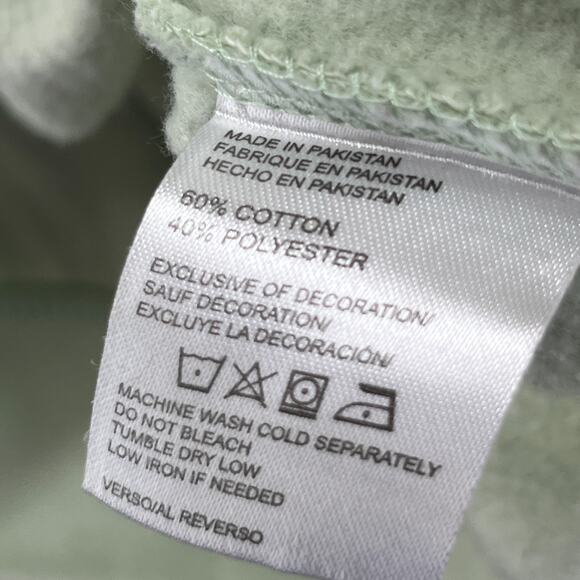 MADE IN PAKISTAN
FABRIQUE EN PAKISTAN
HECHO EN PAKISTAN
60% COTTON
40% POLYESTER
EXCLUSIVE OF DECORATION/
SAUF DÉCORATION/
EXCLUYE LA DECORACIÓN
MACHINE WASH COLD SEPARATELY
DO NOT BLEACH
TUMBLE DRY LOW
LOW IRON IF NEEDED
VERSO/AL REVERSO